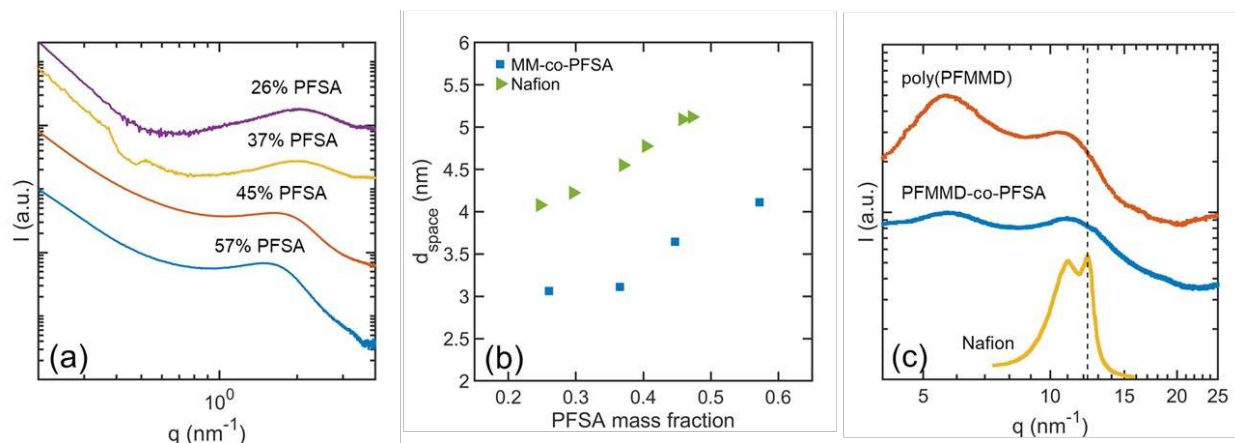 26% PFSA
37% PFSA
45% PFSA
57% PFSA
(a)
I (a.u.)
10⁰
q (nm⁻¹)
6
5.5
5
4.5
4
3.5
3
2.5
2
MM-co-PFSA
Nafion
(b)
d_space (nm)
0.2 0.3 0.4 0.5 0.6
PFSA mass fraction
poly(PFMMD)
PFMMD-co-PFSA
Nafion
(c)
I (a.u.)
5 10 15 20 25
q (nm⁻¹)